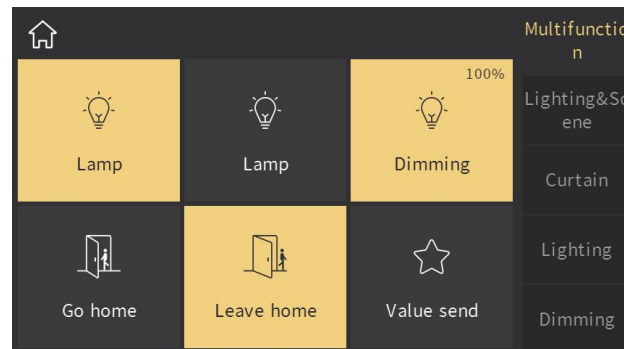 Multifunctio
n
100%
Lamp
Lamp
Dimming
Lighting&Sc
ene
Curtain
Go home
Leave home
Value send
Lighting
Dimming